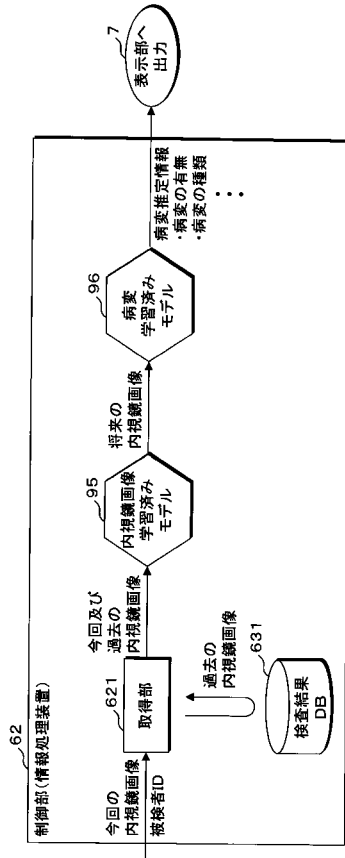 62
制御部(情報処理装置)
今回の
内視鏡画像
被検者ID
621
取得部
過去の
内視鏡画像
631
検査結果
DB
今回及び
過去の
内視鏡画像
95
内視鏡画像
学習済み
モデル
将来の
内視鏡画像
96
病変
学習済み
モデル
病変推定情報
・病変の有無
・病変の種類
⋮
7
表示部へ
出力